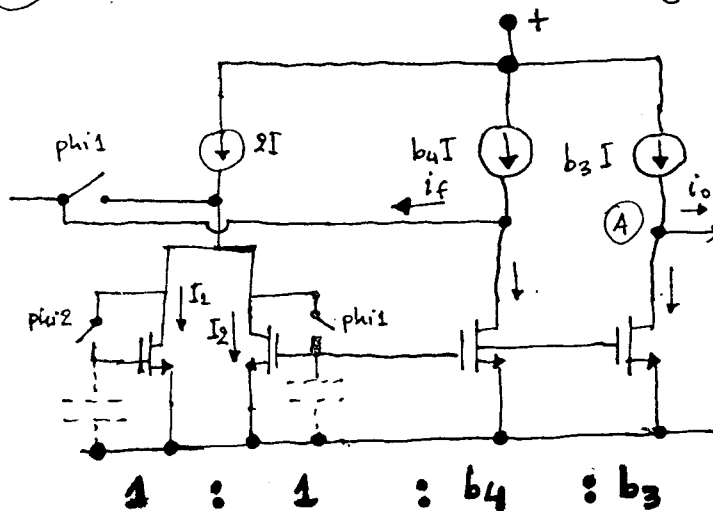 +
phi1
2I
b4I
b3I
if
io
A
phi2
I1
I2
phi1
1 : 1 : b4 : b3